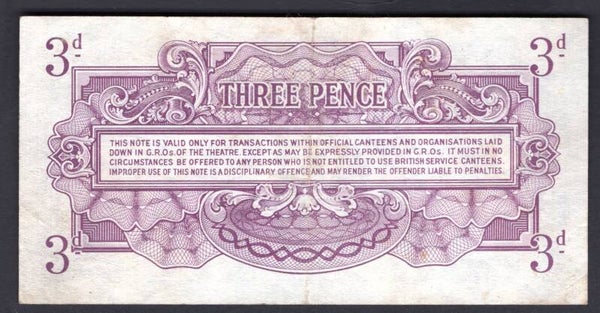 3d 3d
THREE PENCE
THIS NOTE IS VALID ONLY FOR TRANSACTIONS WITHIN OFFICIAL CANTEENS AND ORGANISATIONS LAID
DOWN IN G.R.Os. OF THE THEATRE. EXCEPT AS MAY BE EXPRESSLY PROVIDED IN G.R.Os. IT MUST IN NO
CIRCUMSTANCES BE OFFERED TO ANY PERSON WHO IS NOT ENTITLED TO USE BRITISH SERVICE CANTEENS.
IMPROPER USE OF THIS NOTE IS A DISCIPLINARY OFFENCE AND MAY RENDER THE OFFENDER LIABLE TO PENALTIES.
3d 3d